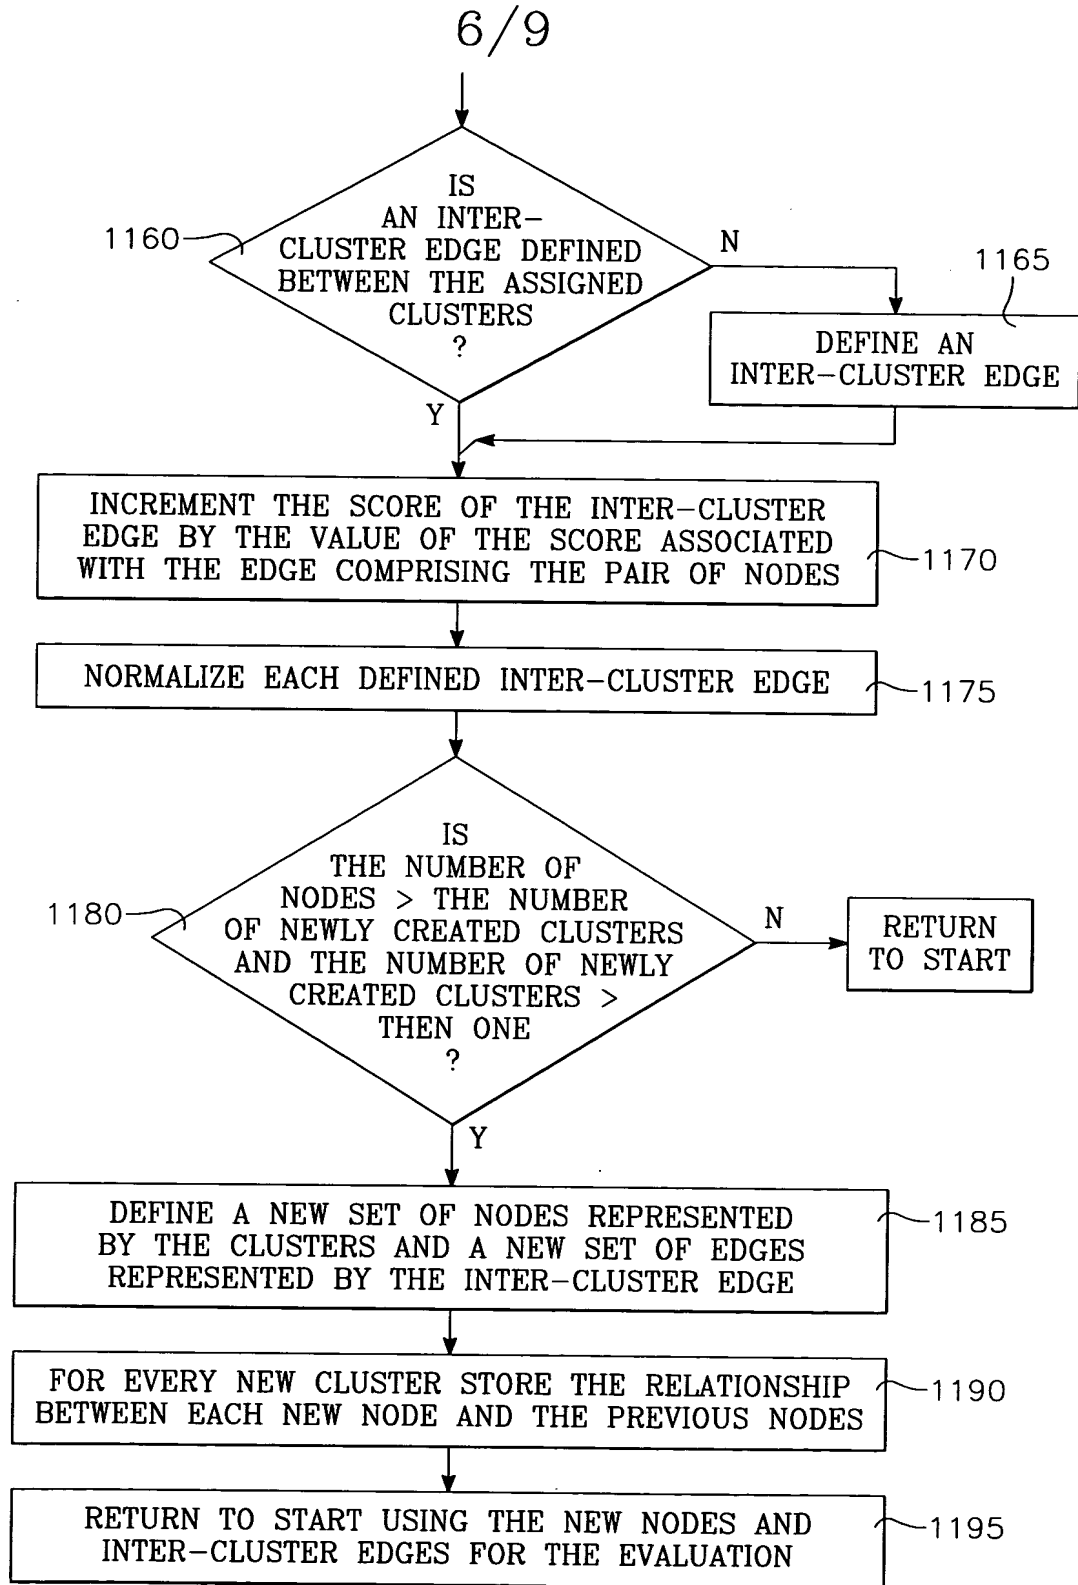 6/9
IS
AN INTER-
CLUSTER EDGE DEFINED
BETWEEN THE ASSIGNED
CLUSTERS
?
1160
N
1165
DEFINE AN
INTER-CLUSTER EDGE
Y
INCREMENT THE SCORE OF THE INTER-CLUSTER
EDGE BY THE VALUE OF THE SCORE ASSOCIATED
WITH THE EDGE COMPRISING THE PAIR OF NODES
1170
NORMALIZE EACH DEFINED INTER-CLUSTER EDGE
1175
IS
THE NUMBER OF
NODES > THE NUMBER
OF NEWLY CREATED CLUSTERS
AND THE NUMBER OF NEWLY
CREATED CLUSTERS >
THEN ONE
?
1180
N
RETURN
TO START
Y
DEFINE A NEW SET OF NODES REPRESENTED
BY THE CLUSTERS AND A NEW SET OF EDGES
REPRESENTED BY THE INTER-CLUSTER EDGE
1185
FOR EVERY NEW CLUSTER STORE THE RELATIONSHIP
BETWEEN EACH NEW NODE AND THE PREVIOUS NODES
1190
RETURN TO START USING THE NEW NODES AND
INTER-CLUSTER EDGES FOR THE EVALUATION
1195